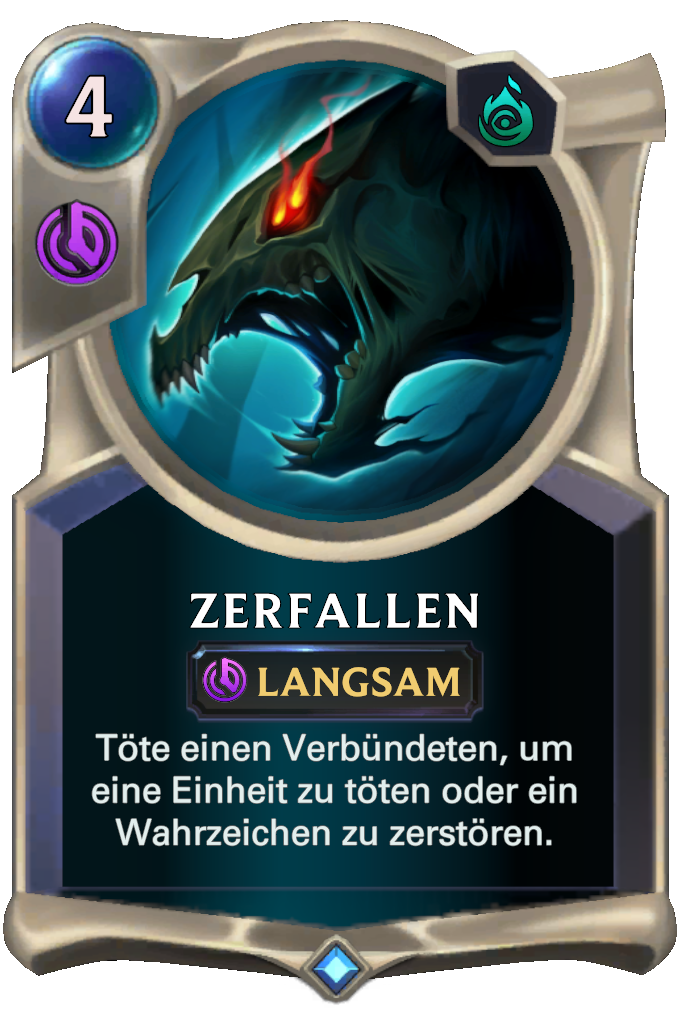 4
ZERFALLEN
LANGSAM
Töte einen Verbündeten, um
eine Einheit zu töten oder ein
Wahrzeichen zu zerstören.